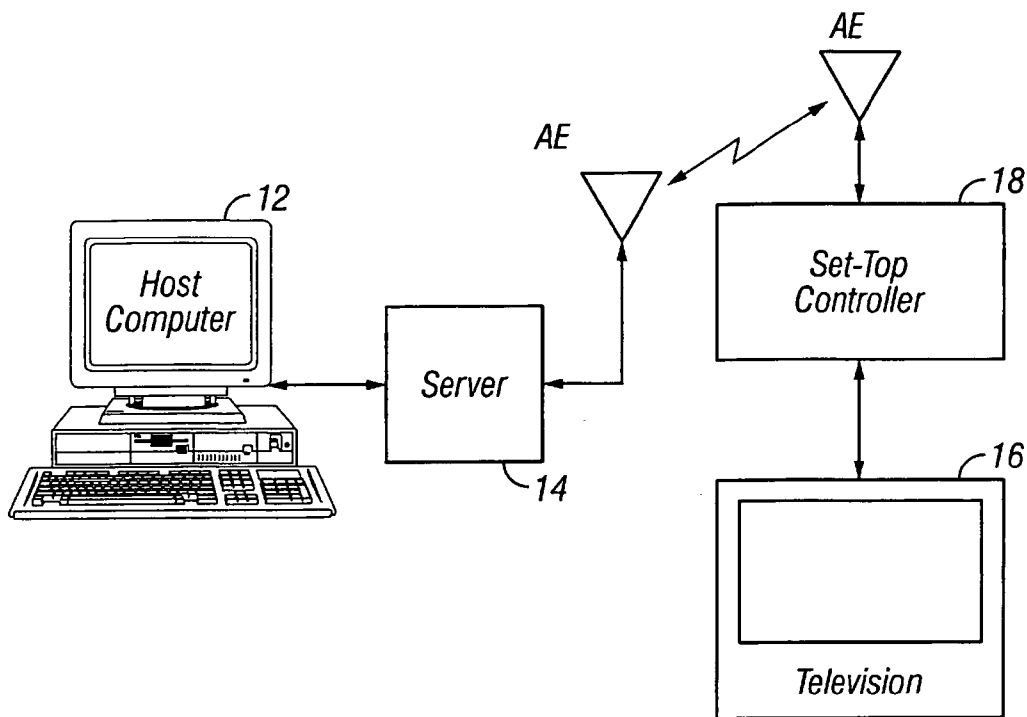 AE
AE
12
Host
Computer
Server
14
18
Set-Top
Controller
16
Television